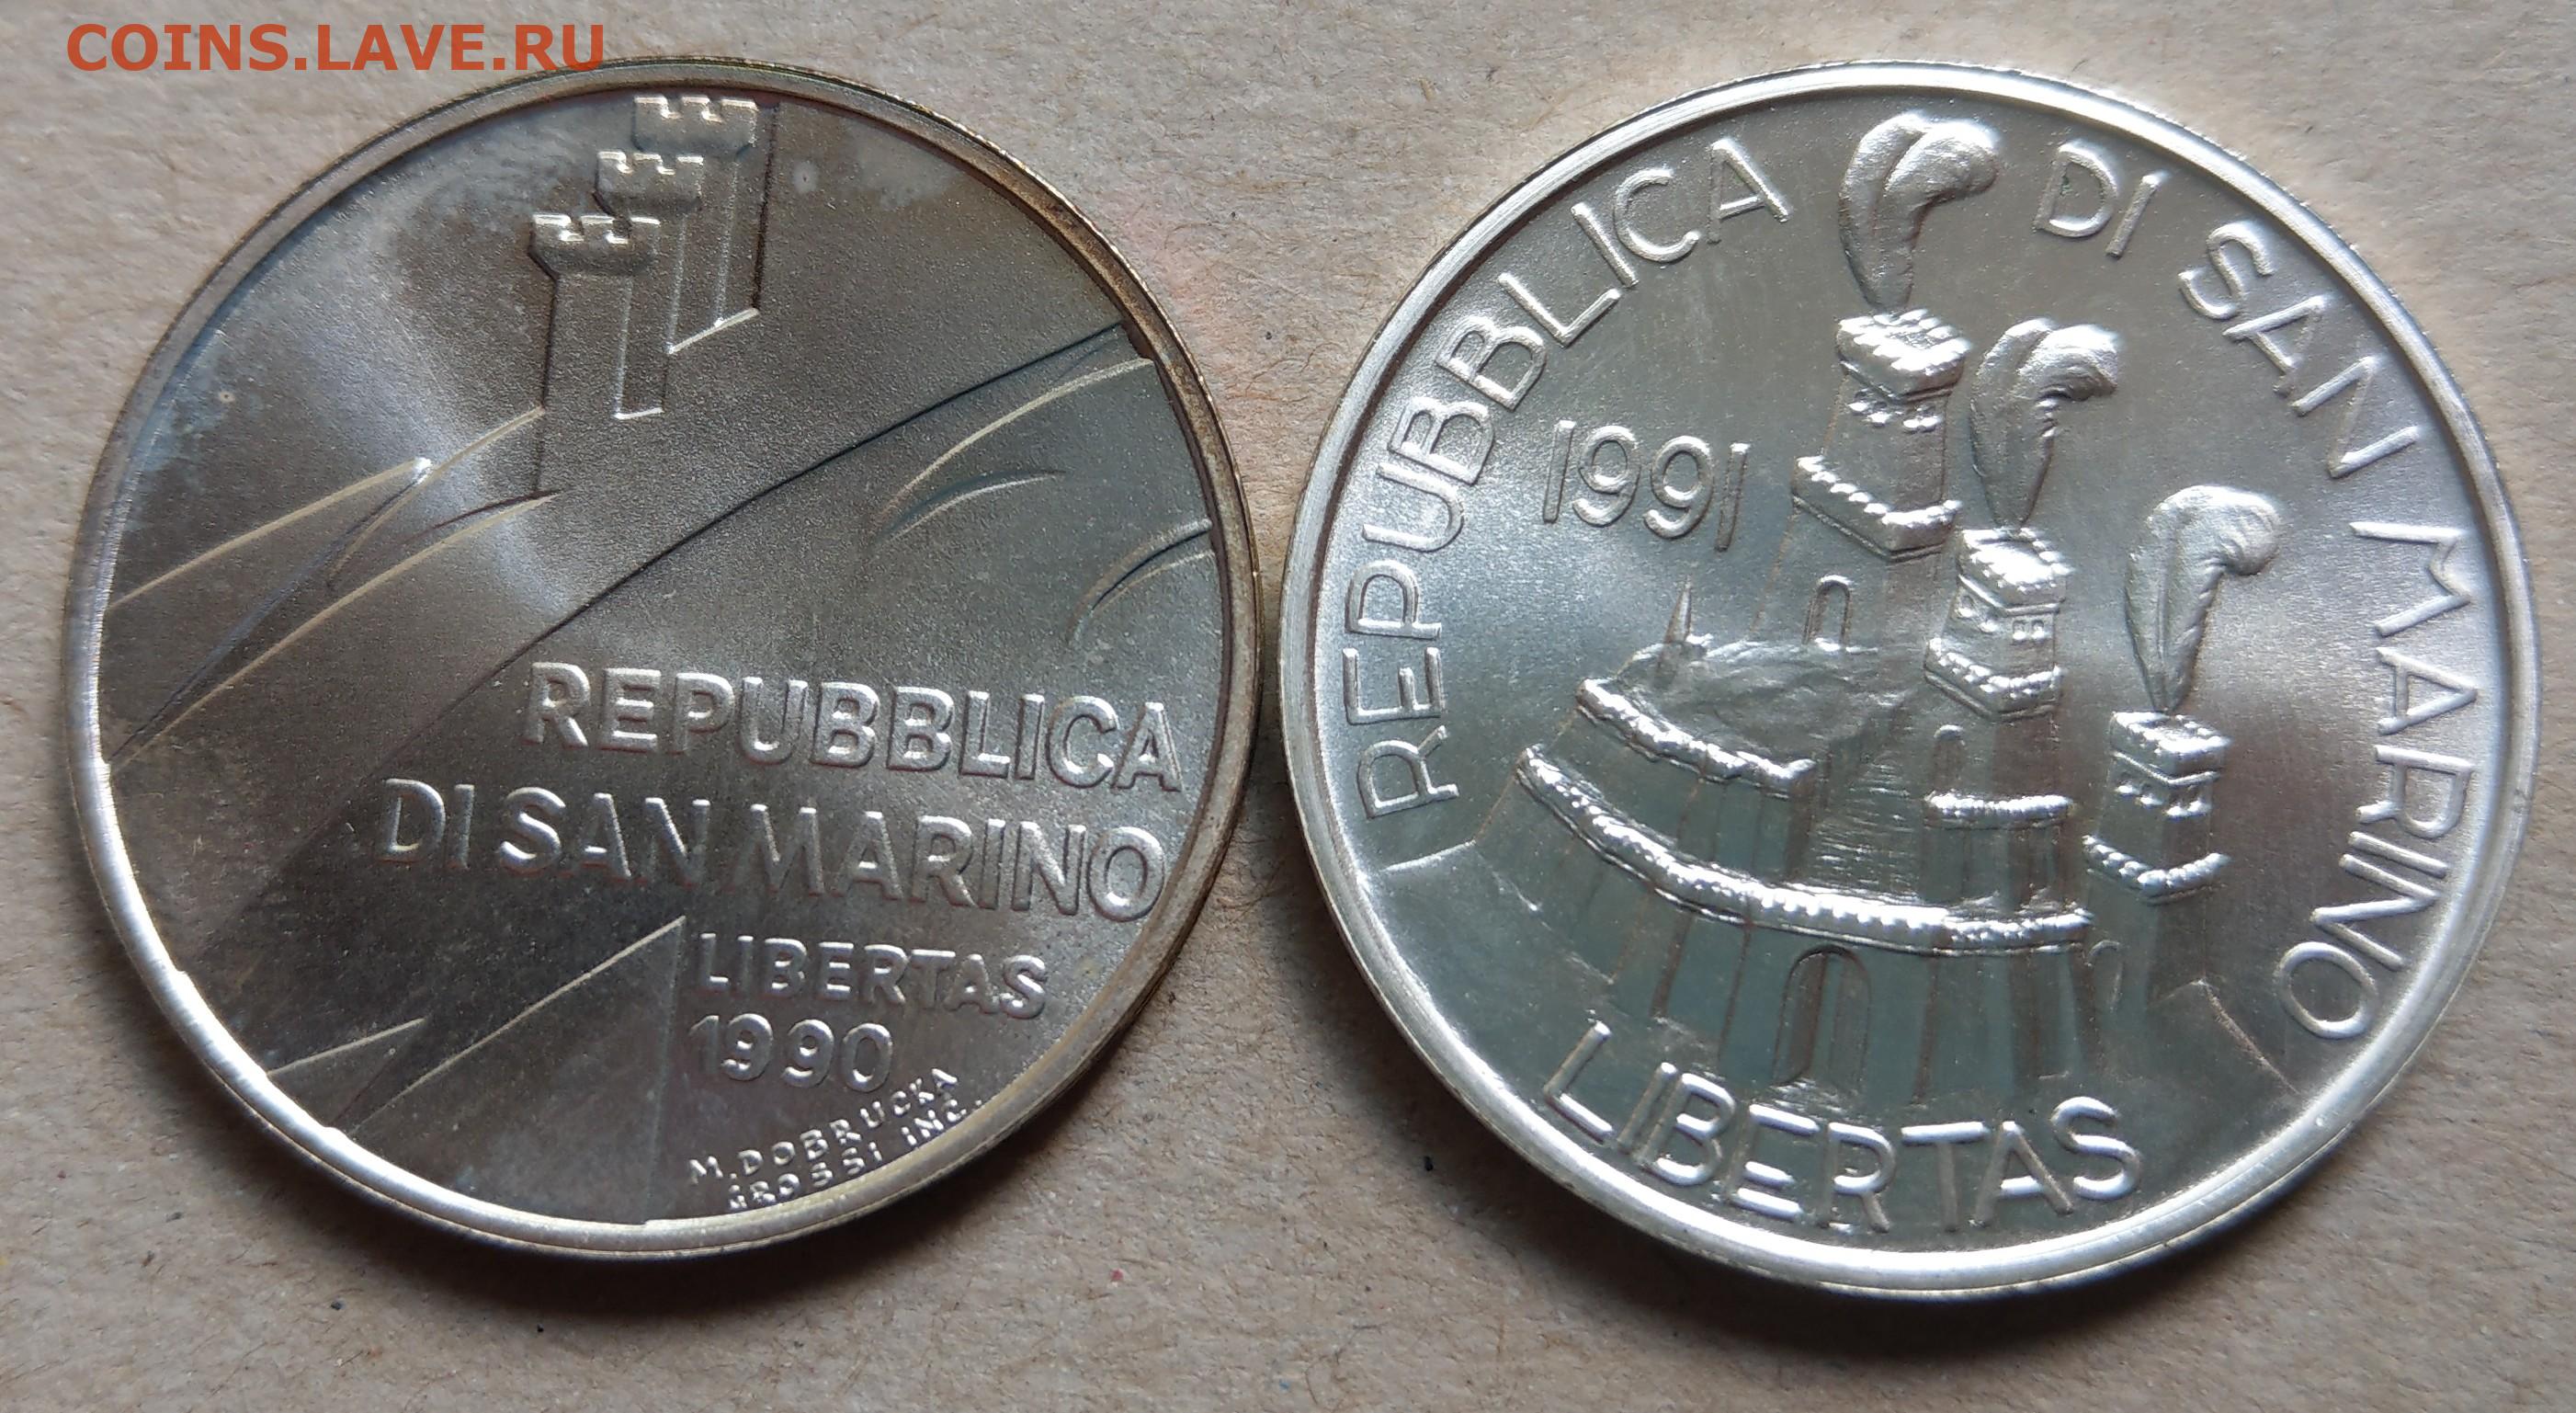 COINS.LAVE.RU
REPUBBLICA
DI SAN MARINO
LIBERTAS
1990
M. DOBRUCKA
GROSSI INC.
REPUBBLICA DI SAN MARINO
1991
LIBERTAS